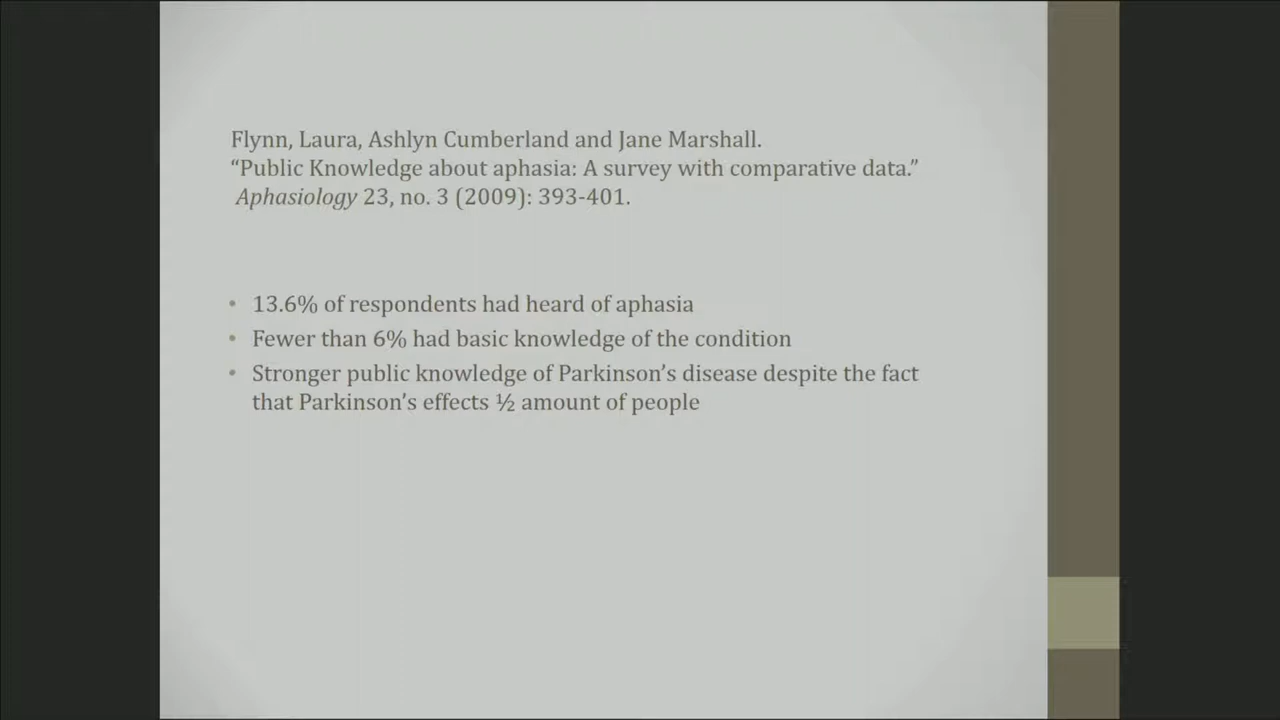 Flynn, Laura, Ashlyn Cumberland and Jane Marshall.
“Public Knowledge about aphasia: A survey with comparative data.”
Aphasiology 23, no. 3 (2009): 393-401.
• 13.6% of respondents had heard of aphasia
• Fewer than 6% had basic knowledge of the condition
• Stronger public knowledge of Parkinson’s disease despite the fact
that Parkinson’s effects ½ amount of people